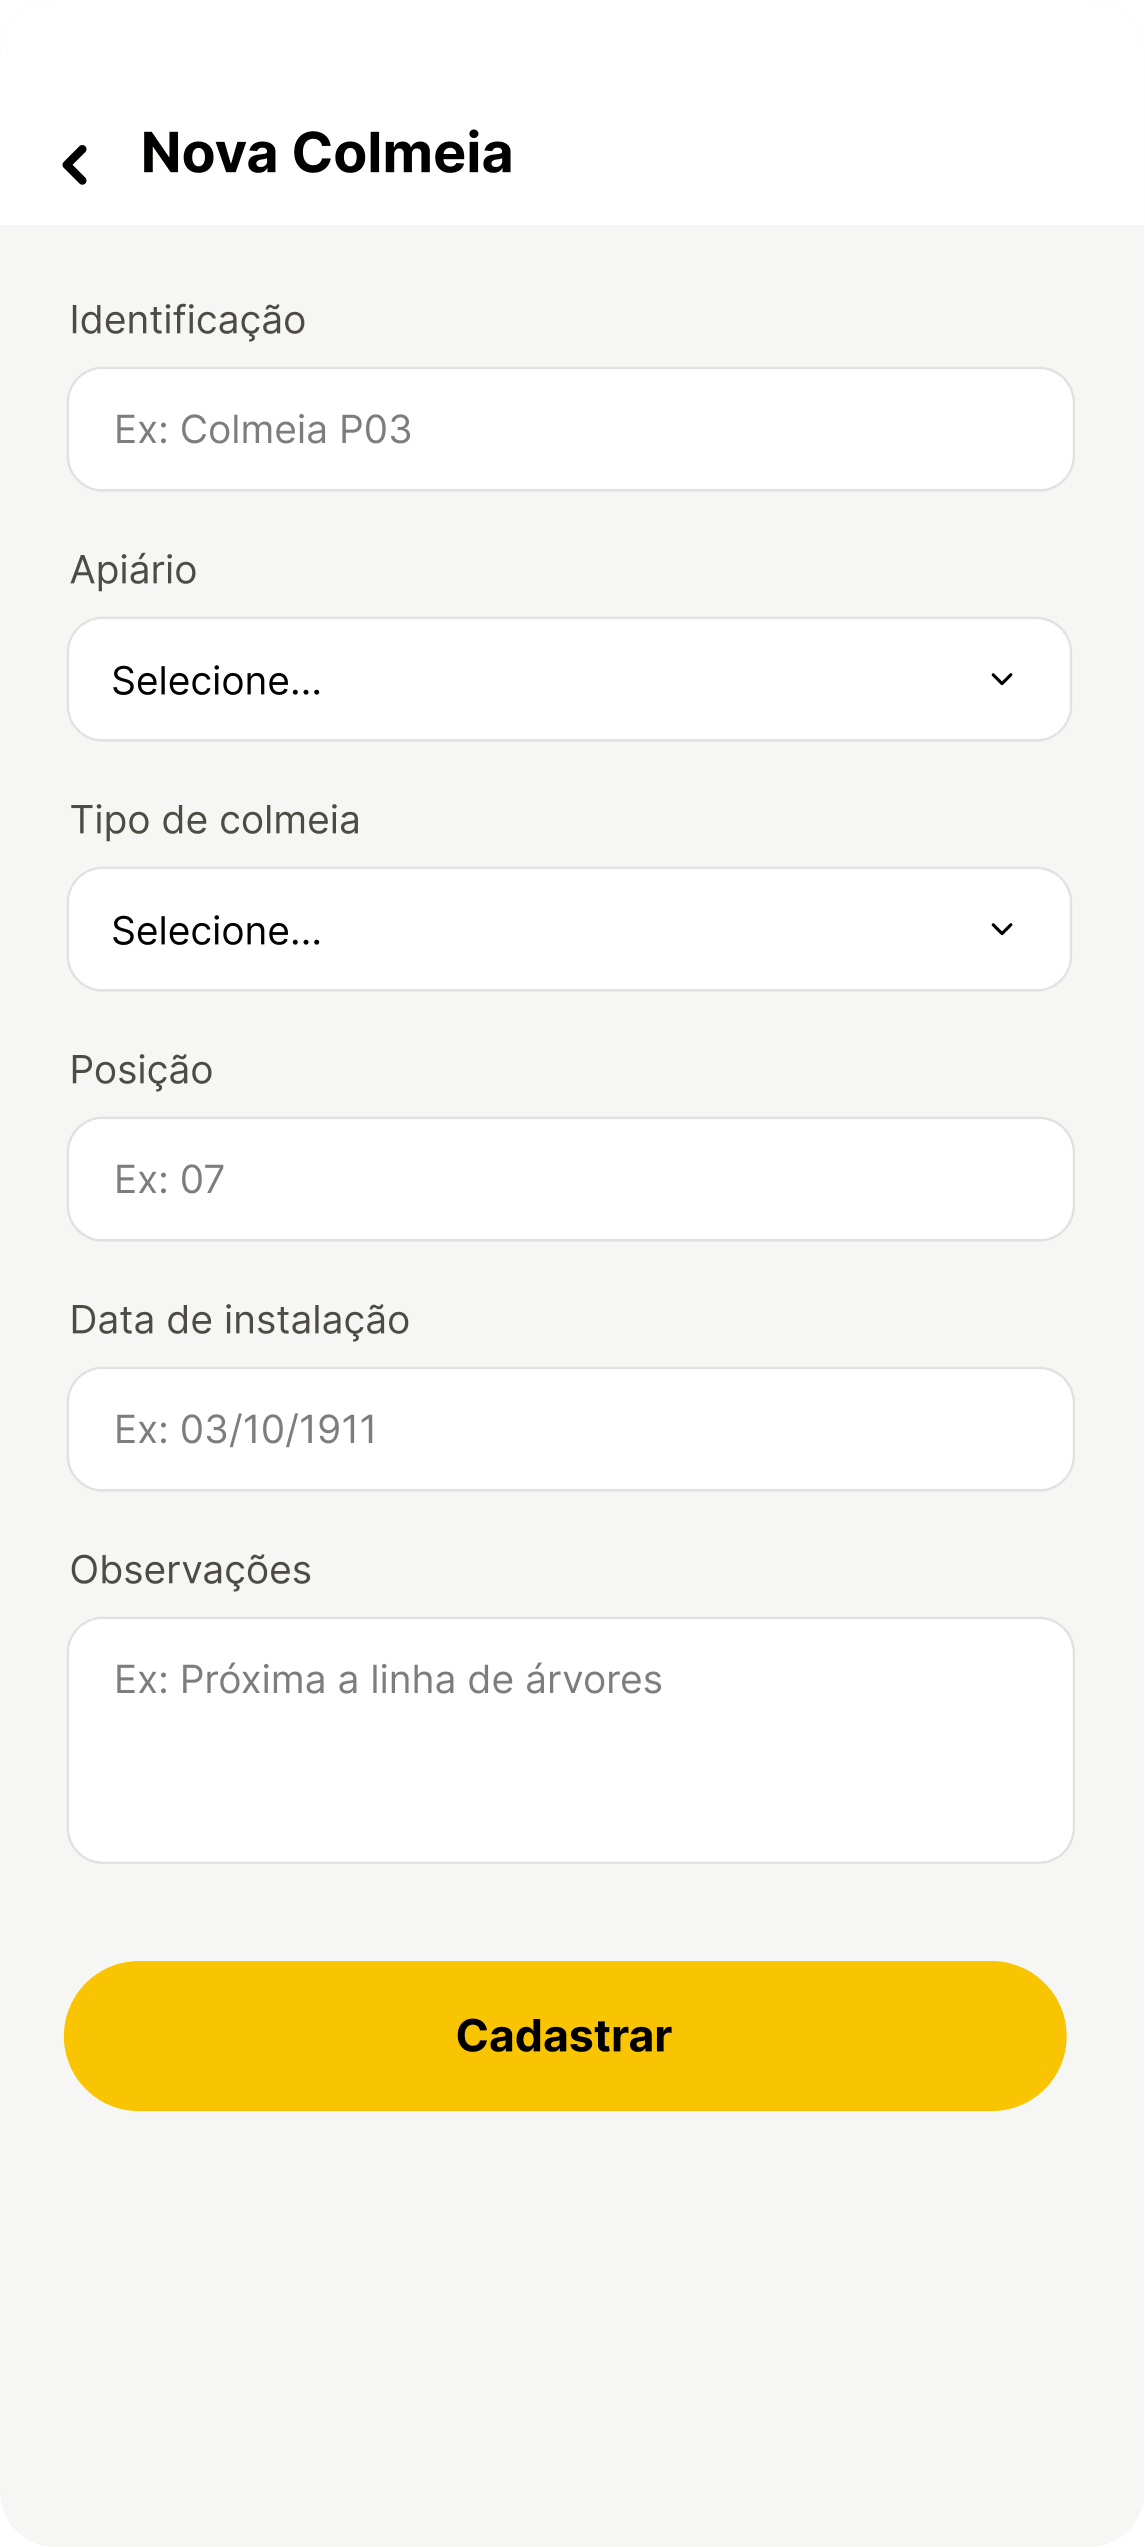 Nova Colmeia
Identificação
Ex: Colmeia P03
Apiário
Selecione...
Tipo de colmeia
Selecione...
Posição
Ex: 07
Data de instalação
Ex: 03/10/1911
Observações
Ex: Próxima a linha de árvores
Cadastrar